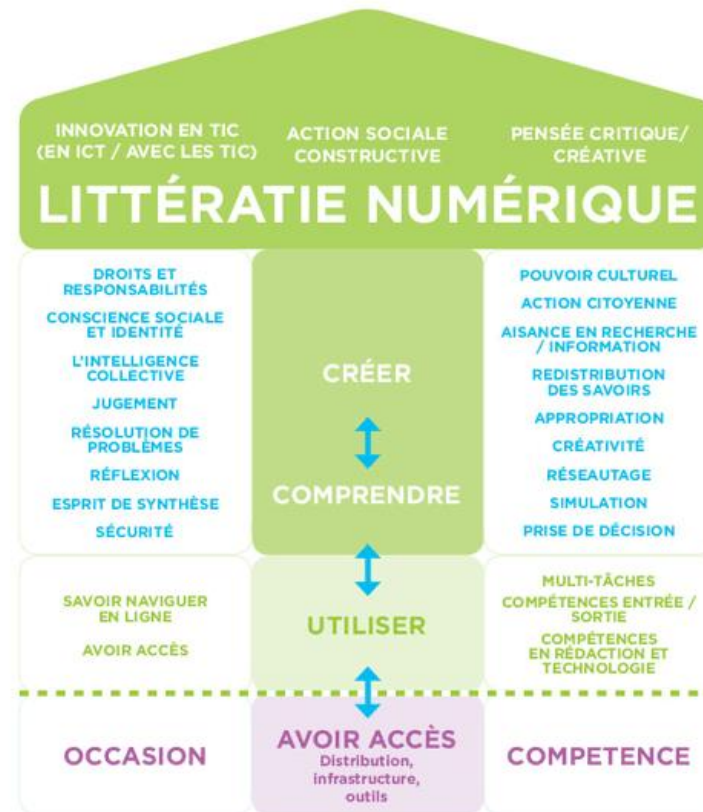 INNOVATION EN TIC
(EN ICT / AVEC LES TIC)
ACTION SOCIALE
CONSTRUCTIVE
PENSÉE CRITIQUE/
CRÉATIVE
LITTÉRATIE NUMÉRIQUE
DROITS ET
RESPONSABILITÉS
CONSCIENCE SOCIALE
ET IDENTITÉ
L'INTELLIGENCE
COLLECTIVE
JUGEMENT
RÉSOLUTION DE
PROBLÈMES
RÉFLEXION
ESPRIT DE SYNTHÈSE
SÉCURITÉ
CRÉER
COMPRENDRE
POUVOIR CULTUREL
ACTION CITOYENNE
AISANCE EN RECHERCHE
/ INFORMATION
REDISTRIBUTION
DES SAVOIRS
APPROPRIATION
CRÉATIVITÉ
RÉSEAUTAGE
SIMULATION
PRISE DE DÉCISION
SAVOIR NAVIGUER
EN LIGNE
AVOIR ACCÈS
UTILISER
MULTI-TÂCHES
COMPÉTENCES ENTRÉE /
SORTIE
COMPÉTENCES
EN RÉDACTION ET
TECHNOLOGIE
OCCASION
AVOIR ACCÈS
Distribution,
infrastructure,
outils
COMPETENCE